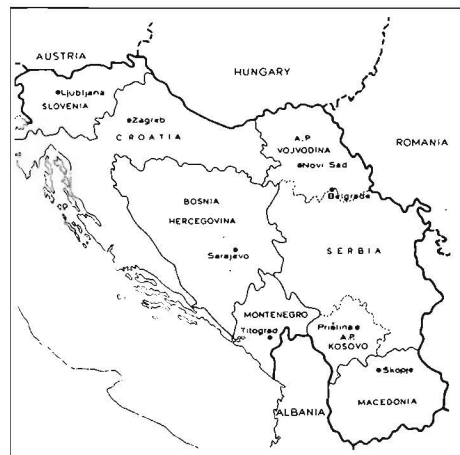 AUSTRIA
HUNGARY
Ljubljana
SLOVENIA
Zagreb
CROATIA
A.P.
VOJVODINA
Novi Sad
ROMANIA
Belgrade
BOSNIA
HERCEGOVINA
Sarajevo
SERBIA
MONTENEGRO
Titograd
Priština
A.P.
KOSOVO
Skopje
ALBANIA
MACEDONIA